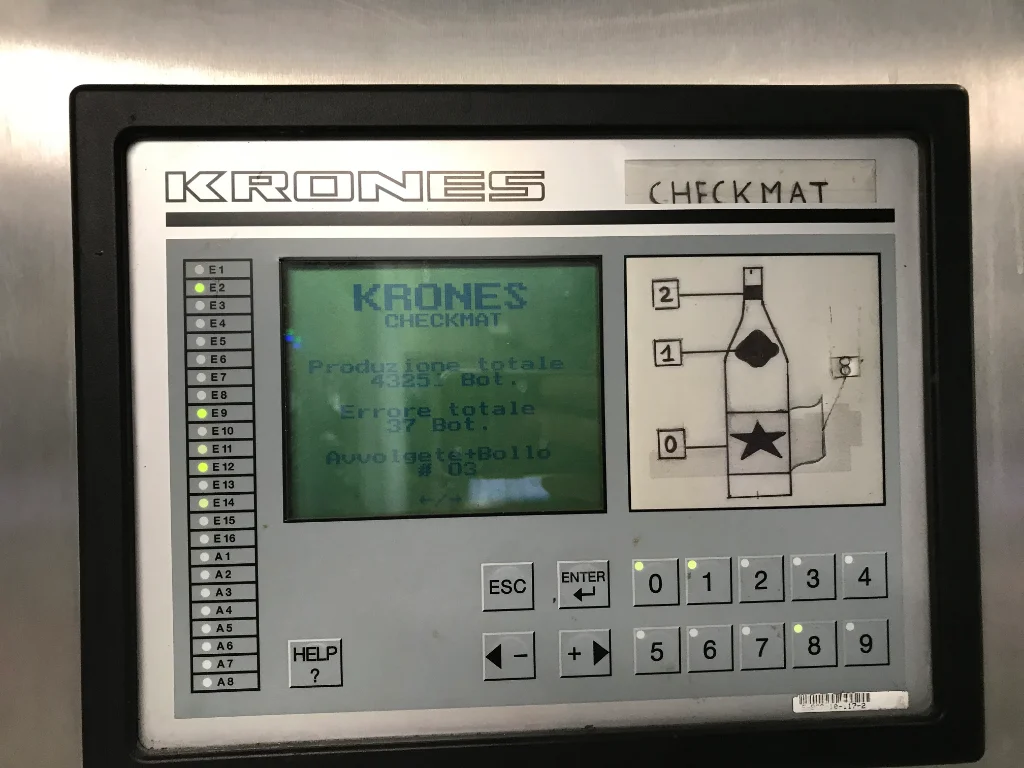 KRONES
CHECKMAT
E1
E2
E3
E4
E5
E6
E7
E8
E9
E10
E11
E12
E13
E14
E15
E16
A1
A2
A3
A4
A5
A6
A7
A8
KRONES
CHECKMAT
Produzione totale
4325. Bot.
Errore totale
37 Bot.
Avvolgete+Bollo
# 03
←/→
2
1
8
0
ESC
ENTER
0 1 2 3 4
HELP
?
- +
5 6 7 8 9